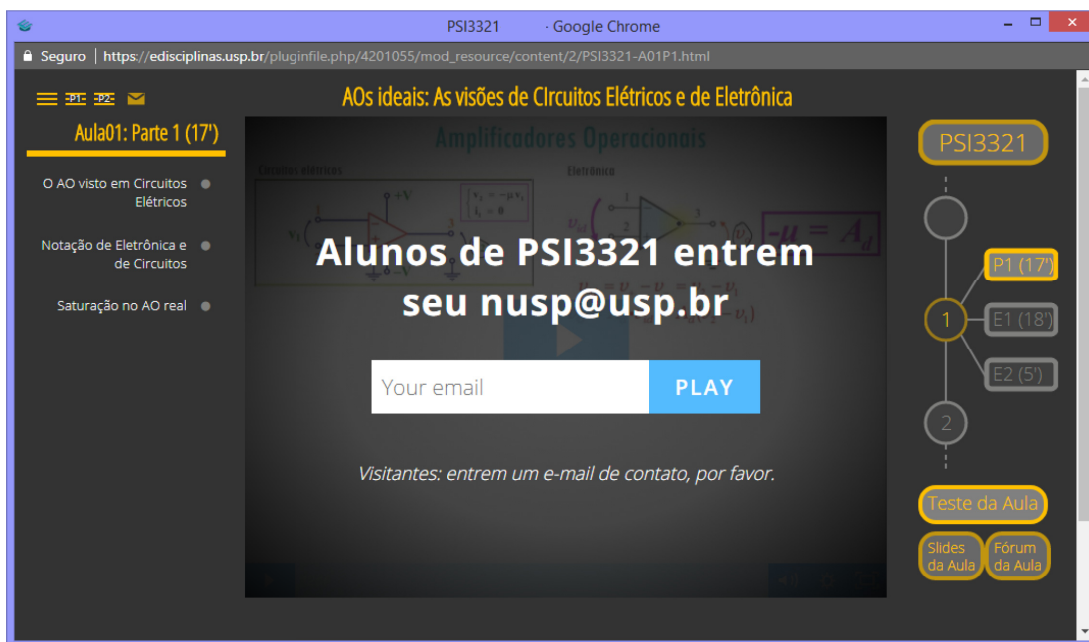 PSI3321 - Google Chrome
Seguro | https://edisciplinas.usp.br/pluginfile.php/4201055/mod_resource/content/2/PSI3321-A01P1.html
-P1- -P2-
AOs ideais: As visões de CIrcuitos Elétricos e de Eletrônica
Aula01: Parte 1 (17')
O AO visto em Circuitos
Elétricos
Notação de Eletrônica e
de Circuitos
Saturação no AO real
Amplificadores Operacionais
Circuitos elétricos
Eletrônica
+V
-V
-μ = A_d
Alunos de PSI3321 entrem
seu nusp@usp.br
Your email
PLAY
Visitantes: entrem um e-mail de contato, por favor.
PSI3321
P1 (17')
1
E1 (18')
E2 (5')
2
Teste da Aula
Slides
da Aula
Fórum
da Aula